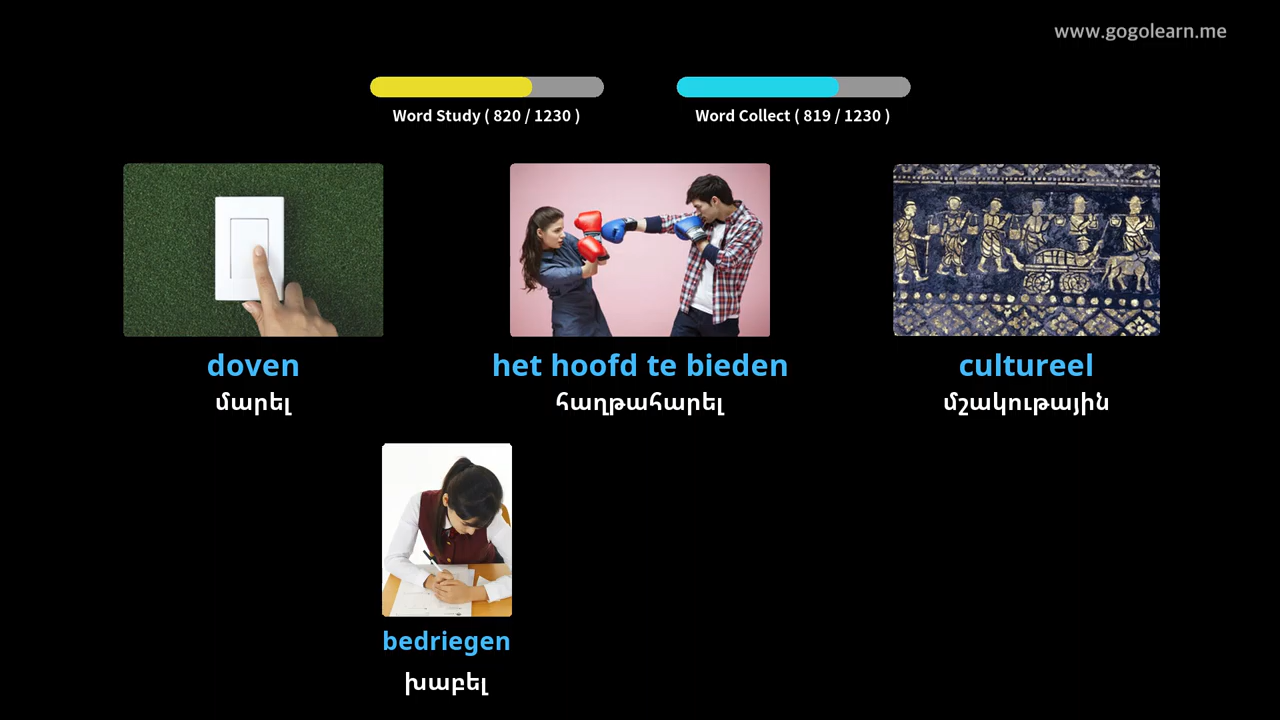 www.gogolearn.me
Word Study ( 820 / 1230 )
Word Collect ( 819 / 1230 )
doven
մարել
het hoofd te bieden
հաղթահարել
cultureel
մշակութային
bedriegen
խաբել